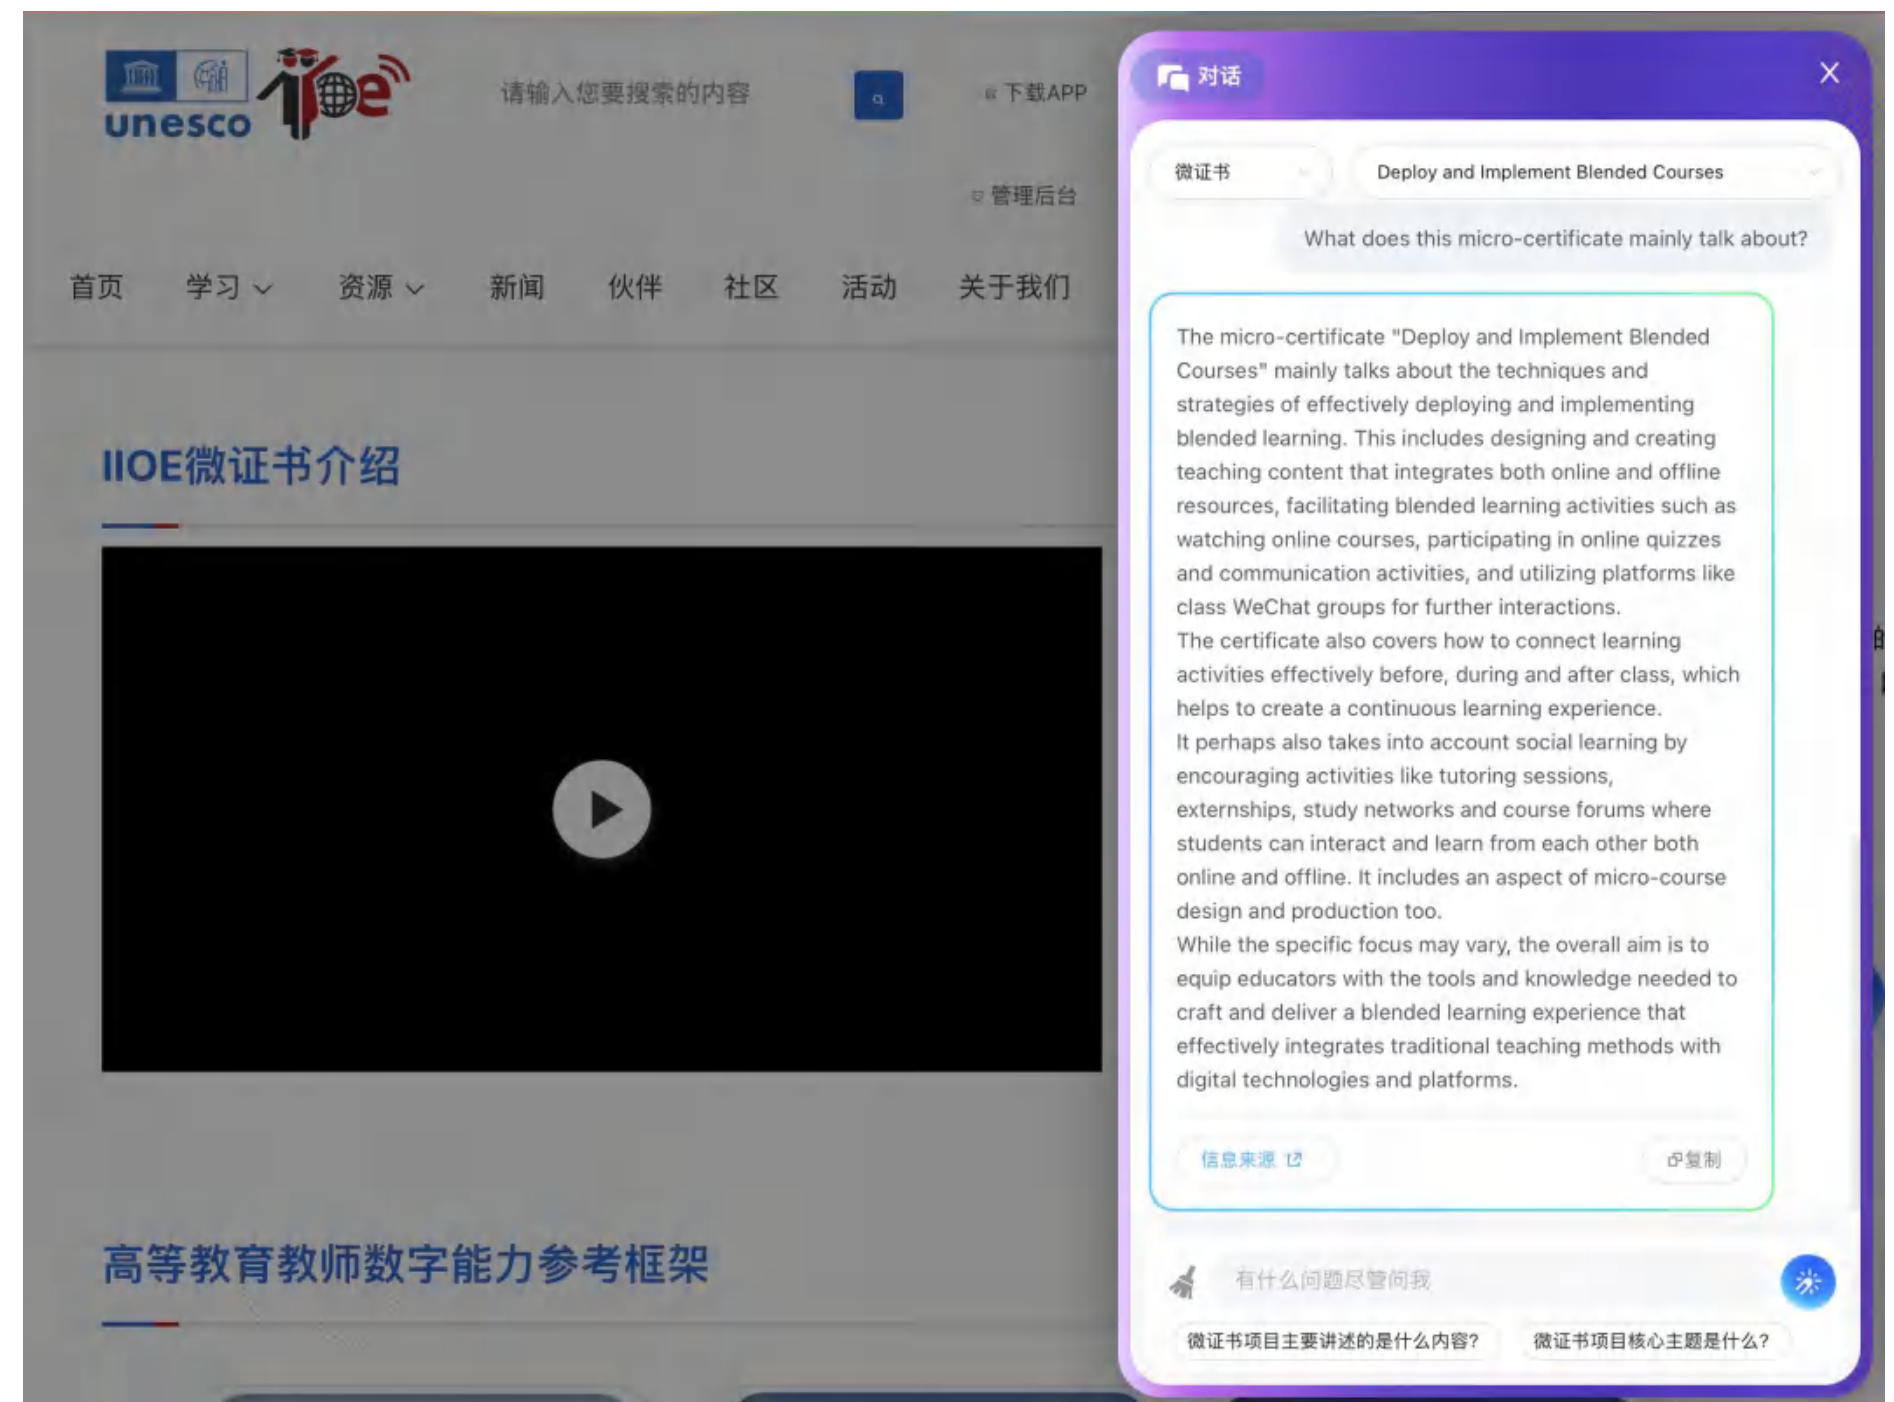 unesco
iioe
请输入您要搜索的内容
下载APP
管理后台
首页
学习
资源
新闻
伙伴
社区
活动
关于我们
IIOE微证书介绍
高等教育教师数字能力参考框架
对话
微证书
Deploy and Implement Blended Courses
What does this micro-certificate mainly talk about?
The micro-certificate "Deploy and Implement Blended
Courses" mainly talks about the techniques and
strategies of effectively deploying and implementing
blended learning. This includes designing and creating
teaching content that integrates both online and offline
resources, facilitating blended learning activities such as
watching online courses, participating in online quizzes
and communication activities, and utilizing platforms like
class WeChat groups for further interactions.
The certificate also covers how to connect learning
activities effectively before, during and after class, which
helps to create a continuous learning experience.
It perhaps also takes into account social learning by
encouraging activities like tutoring sessions,
externships, study networks and course forums where
students can interact and learn from each other both
online and offline. It includes an aspect of micro-course
design and production too.
While the specific focus may vary, the overall aim is to
equip educators with the tools and knowledge needed to
craft and deliver a blended learning experience that
effectively integrates traditional teaching methods with
digital technologies and platforms.
信息来源
复制
有什么问题尽管问我
微证书项目主要讲述的是什么内容?
微证书项目核心主题是什么?